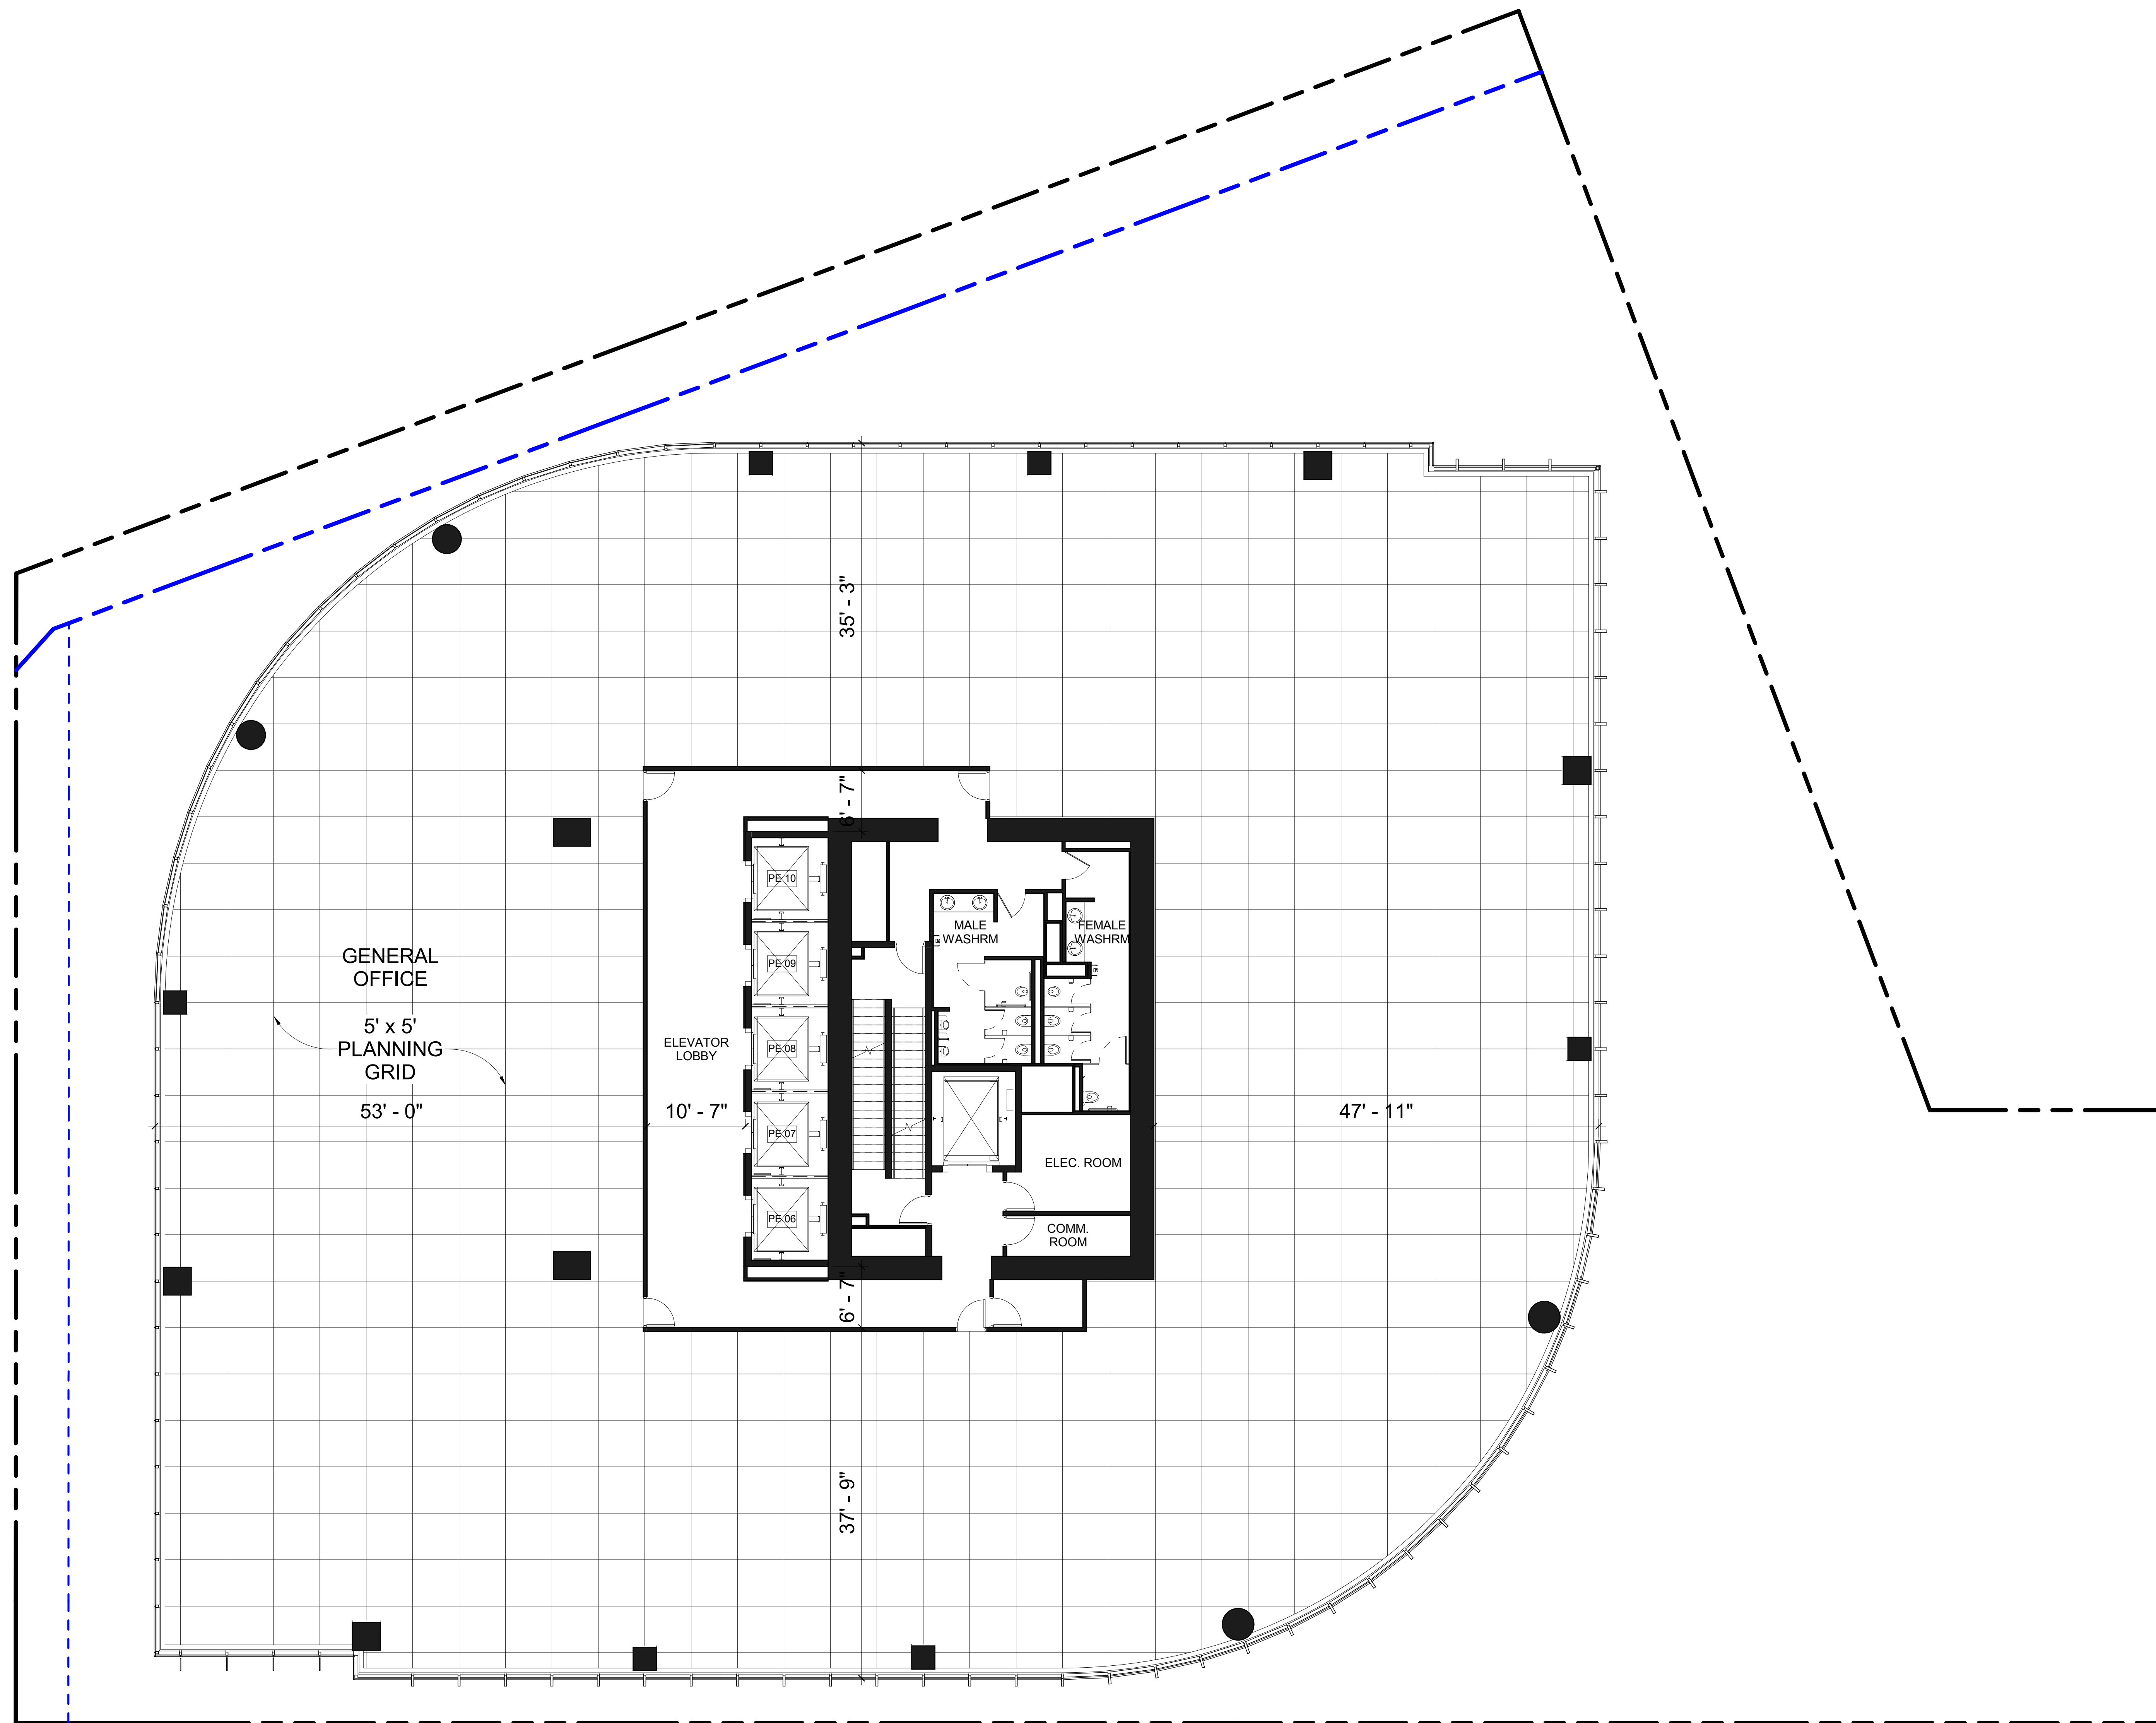 35' - 3"
6' - 7"
PE 10
MALE
WASHRM
FEMALE
WASHRM
PE 09
GENERAL
OFFICE
5' x 5'
PLANNING
GRID
53' - 0"
ELEVATOR
LOBBY
10' - 7"
PE 08
PE 07
47' - 11"
ELEC. ROOM
PE 06
COMM.
ROOM
6' - 7"
37' - 9"